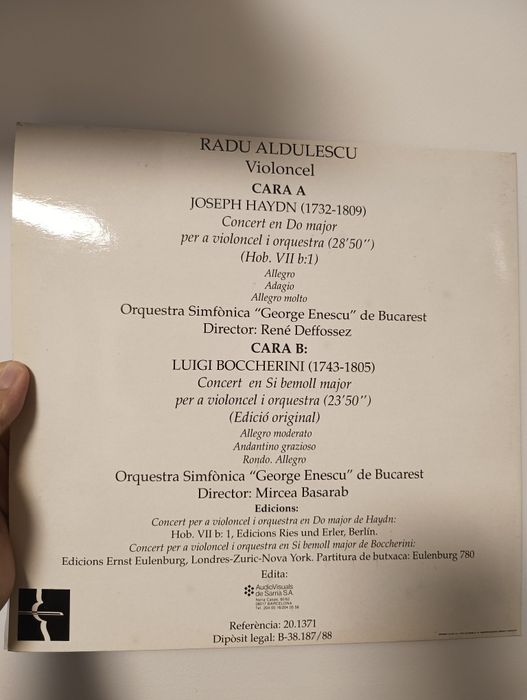 RADU ALDULESCU
Violoncel
CARA A
JOSEPH HAYDN (1732-1809)
Concert en Do major
per a violoncel i orquestra (28'50'')
(Hob. VII b:1)
Allegro
Adagio
Allegro molto
Orquestra Simfònica "George Enescu" de Bucarest
Director: René Deffossez
CARA B:
LUIGI BOCCHERINI (1743-1805)
Concert en Si bemoll major
per a violoncel i orquestra (23'50'')
(Edició original)
Allegro moderato
Andantino grazioso
Rondo. Allegro
Orquestra Simfònica "George Enescu" de Bucarest
Director: Mircea Basarab
Edicions:
Concert per a violoncel i orquestra en Do major de Haydn:
Hob. VII b: 1, Edicions Ries und Erler, Berlín.
Concert per a violoncel i orquestra en Si bemoll major de Boccherini:
Edicions Ernst Eulenburg, Londres-Zuric-Nova York. Partitura de butxaca: Eulenburg 780
Edita:
AudioVisuals
de Sarrià S.A.
08017 BARCELONA
Referència: 20.1371
Dipòsit legal: B-38.187/88